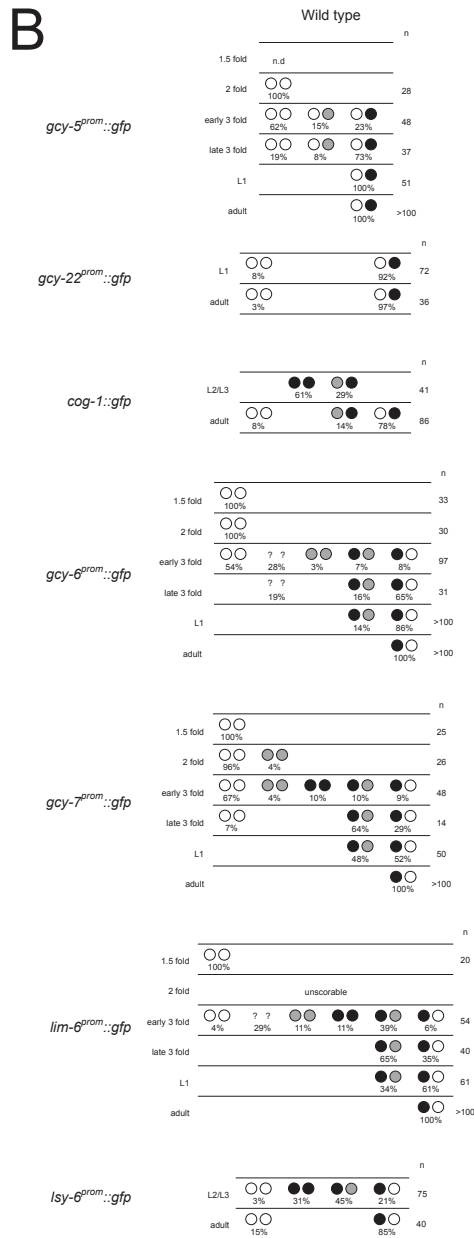 B
Wild type
n
1.5 fold n.d
2 fold 100% 28
gcy-5prom::gfp early 3 fold 62% 15% 23% 48
late 3 fold 19% 8% 73% 37
L1 100% 51
adult 100% >100
n
gcy-22prom::gfp L1 8% 92% 72
adult 3% 97% 36
n
cog-1::gfp L2/L3 61% 29% 41
adult 8% 14% 78% 86
n
1.5 fold 100% 33
2 fold 100% 30
gcy-6prom::gfp early 3 fold 54% ? ? 28% 3% 7% 8% 97
late 3 fold ? ? 19% 16% 65% 31
L1 14% 86% >100
adult 100% >100
n
1.5 fold 100% 25
2 fold 96% 4% 26
gcy-7prom::gfp early 3 fold 67% 4% 10% 10% 9% 48
late 3 fold 7% 64% 29% 14
L1 48% 52% 50
adult 100% >100
n
1.5 fold 100% 20
2 fold unscorable
lim-6prom::gfp early 3 fold 4% ? ? 29% 11% 11% 39% 6% 54
late 3 fold 65% 35% 40
L1 34% 61% 61
adult 100% >100
n
lsy-6prom::gfp L2/L3 3% 31% 45% 21% 75
adult 15% 85% 40